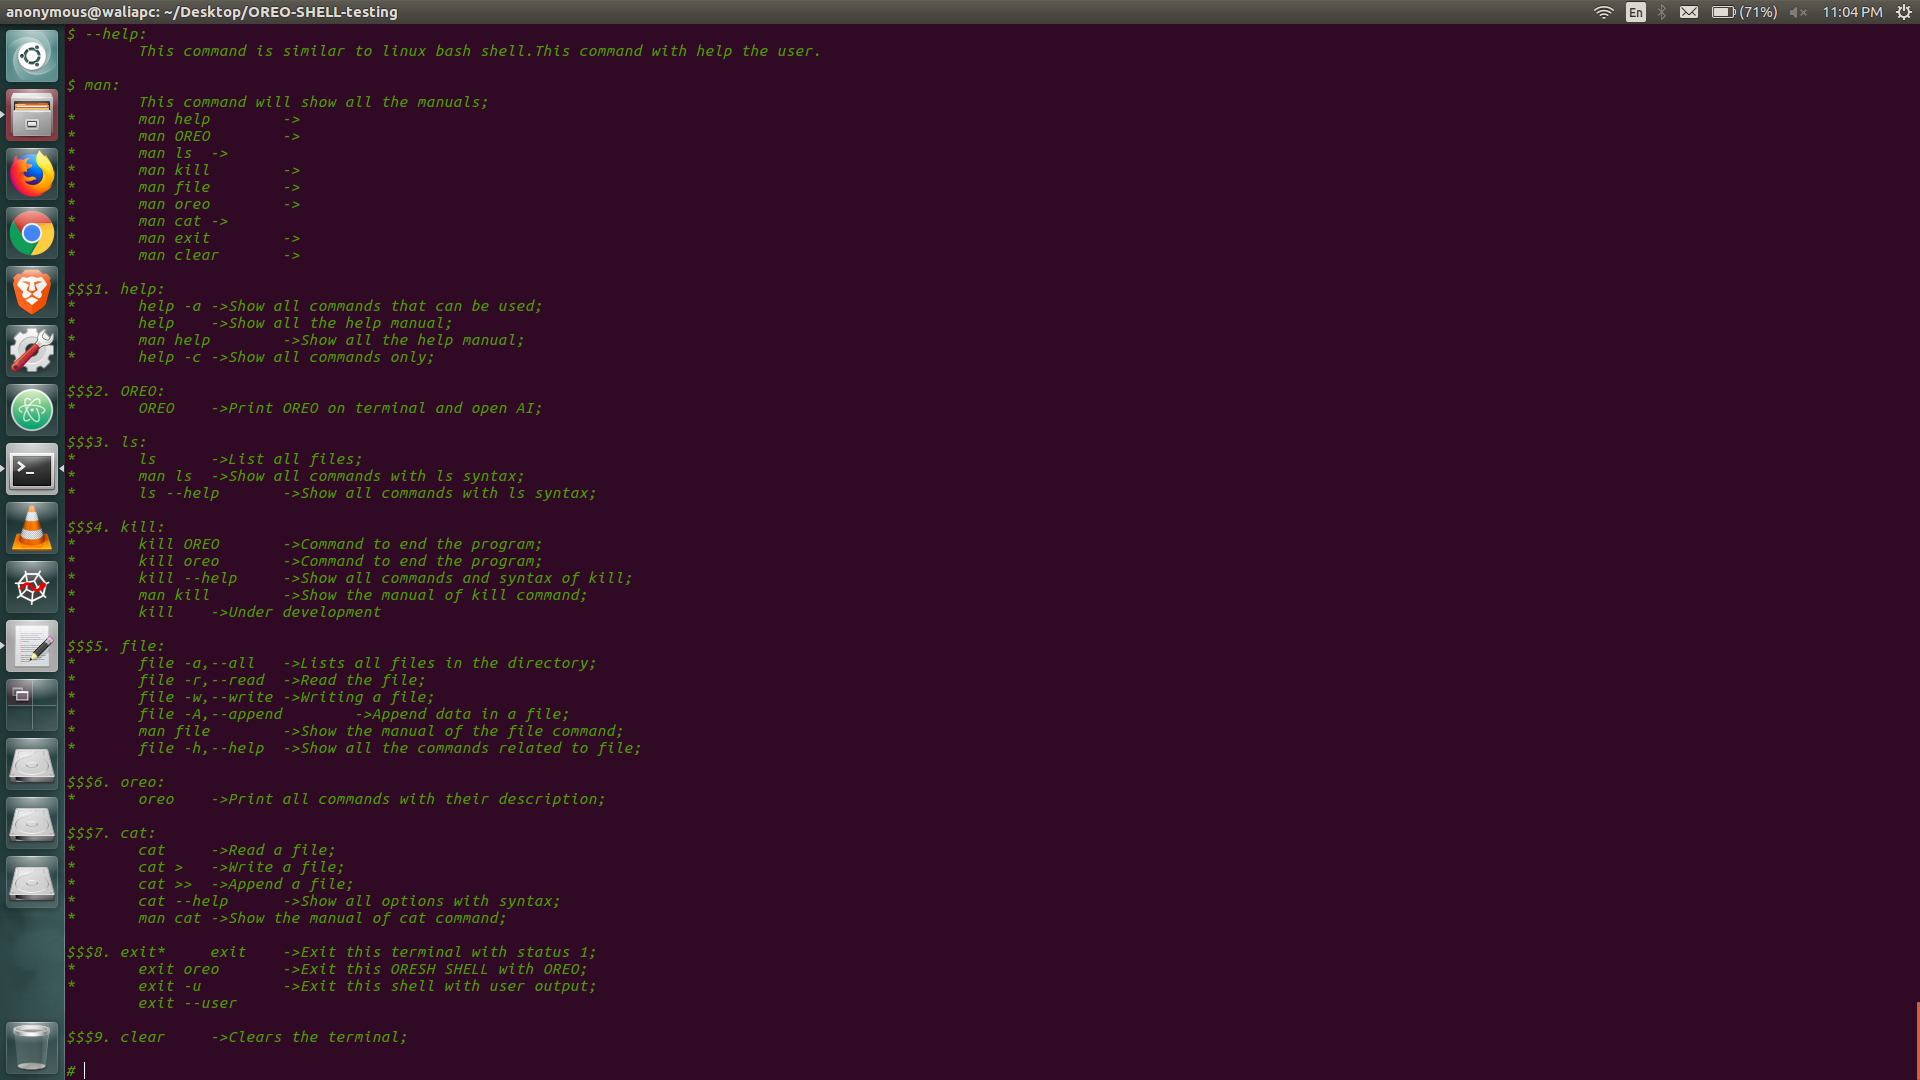 anonymous@waliapc: ~/Desktop/OREO-SHELL-testing
En (71%) 11:04 PM
$ --help:
This command is similar to linux bash shell.This command with help the user.
$ man:
This command will show all the manuals;
* man help ->
* man OREO ->
* man ls ->
* man kill ->
* man file ->
* man oreo ->
* man cat ->
* man exit ->
* man clear ->
$$$1. help:
* help -a ->Show all commands that can be used;
* help ->Show all the help manual;
* man help ->Show all the help manual;
* help -c ->Show all commands only;
$$$2. OREO:
* OREO ->Print OREO on terminal and open AI;
$$$3. ls:
* ls ->List all files;
* man ls ->Show all commands with ls syntax;
* ls --help ->Show all commands with ls syntax;
$$$4. kill:
* kill OREO ->Command to end the program;
* kill oreo ->Command to end the program;
* kill --help ->Show all commands and syntax of kill;
* man kill ->Show the manual of kill command;
* kill ->Under development
$$$5. file:
* file -a,--all ->Lists all files in the directory;
* file -r,--read ->Read the file;
* file -w,--write ->Writing a file;
* file -A,--append ->Append data in a file;
* man file ->Show the manual of the file command;
* file -h,--help ->Show all the commands related to file;
$$$6. oreo:
* oreo ->Print all commands with their description;
$$$7. cat:
* cat ->Read a file;
* cat > ->Write a file;
* cat >> ->Append a file;
* cat --help ->Show all options with syntax;
* man cat ->Show the manual of cat command;
$$$8. exit* exit ->Exit this terminal with status 1;
* exit oreo ->Exit this ORESH SHELL with OREO;
* exit -u ->Exit this shell with user output;
exit --user
$$$9. clear ->Clears the terminal;
#